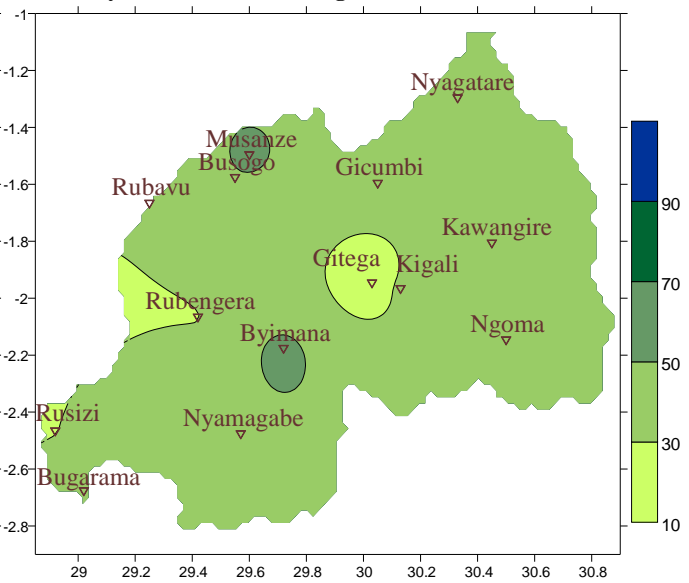 -1
-1.2
-1.4
-1.6
-1.8
-2
-2.2
-2.4
-2.6
-2.8
Nyagatare
Musanze
Busogo
Gicumbi
Rubavu
Kawangire
Gitega
Kigali
Rubengera
Byimana
Ngoma
Rusizi
Nyamagabe
Bugarama
29 29.2 29.4 29.6 29.8 30 30.2 30.4 30.6 30.8
90
70
50
30
10